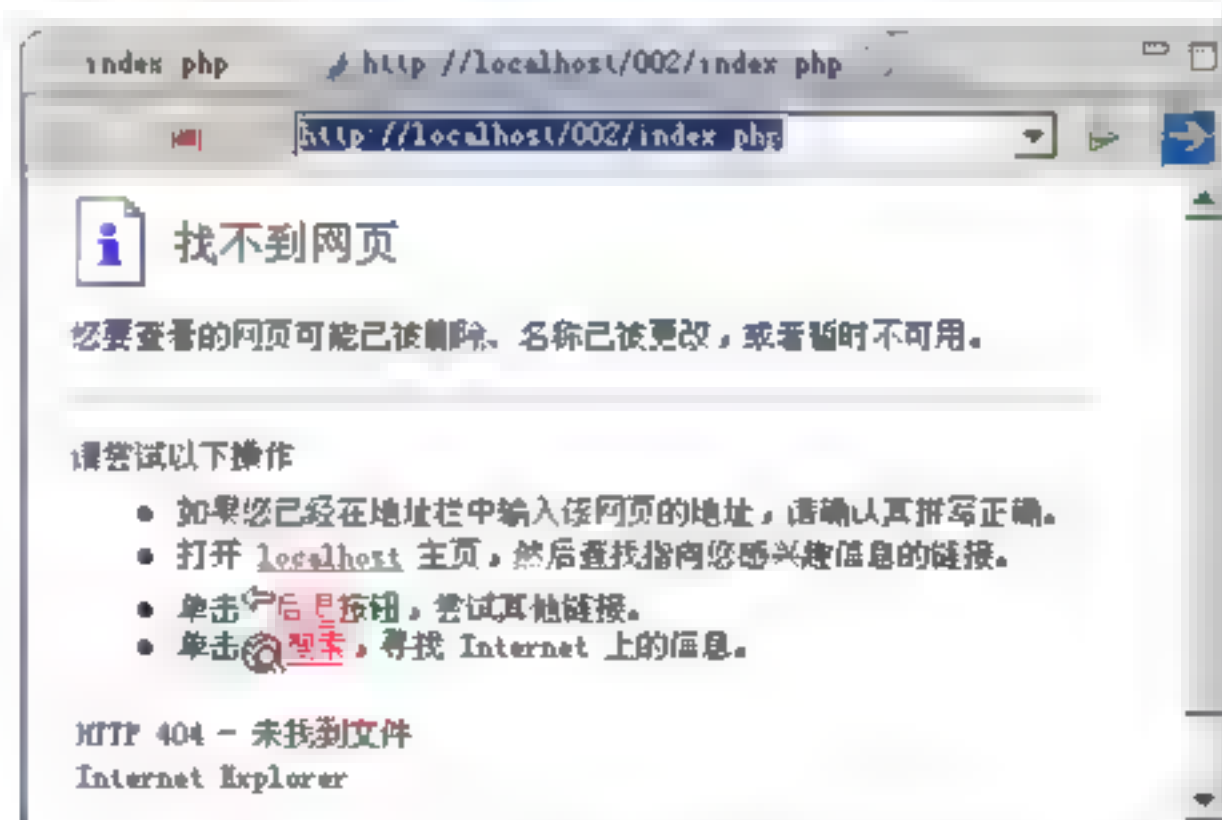 index php
http //localhost/002/index php
http://localhost/002/index php
找不到网页
您要查看的网页可能已被删除、名称已被更改，或者暂时不可用。
请尝试以下操作
如果您已经在地址栏中输入该网页的地址，请确认其拼写正确。
打开 localhost 主页，然后查找指向您感兴趣信息的链接。
单击 后退按钮，尝试其他链接。
单击 搜索，寻找 Internet 上的信息。
HTTP 404 - 未找到文件
Internet Explorer